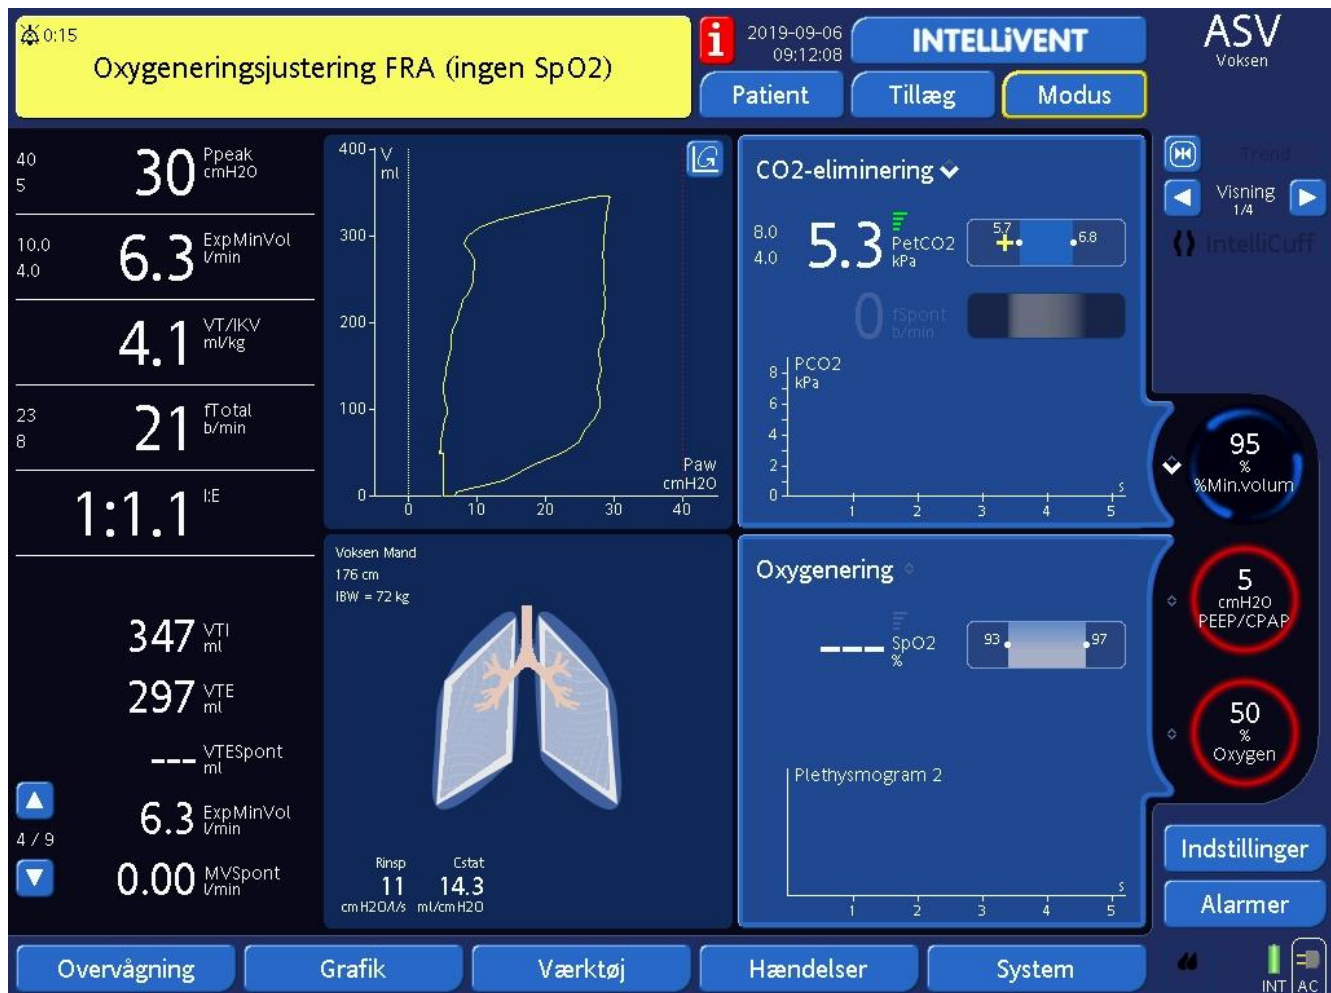 0:15
Oxygeneringsjustering FRA (ingen SpO2)
i
2019-09-06
09:12:08
INTELLiVENT
Patient
Tillæg
Modus
ASV
Voksen
40
5
30
Ppeak
cmH2O
10.0
4.0
6.3
ExpMinVol
l/min
4.1
VT/IKV
ml/kg
23
8
21
fTotal
b/min
1:1.1
I:E
347
VTI
ml
297
VTE
ml
---
VTESpont
ml
6.3
ExpMinVol
l/min
4 / 9
0.00
MVSpont
l/min
400
V
ml
300
200
100
0
Paw
cmH2O
0 10 20 30 40
Voksen Mand
176 cm
IBW = 72 kg
Rinsp
11
cmH2O/l/s
Cstat
14.3
ml/cmH2O
CO2-eliminering
8.0
4.0
5.3
PetCO2
kPa
5.7
6.8
0
fSpont
b/min
PCO2
kPa
8
6
4
2
0
s
1 2 3 4 5
Oxygenering
---
SpO2
%
93
97
Plethysmogram 2
s
1 2 3 4 5
Trend
Visning
1/4
IntelliCuff
95
%
%Min.volum
5
cmH2O
PEEP/CPAP
50
%
Oxygen
Indstillinger
Alarmer
Overvågning
Grafik
Værktøj
Hændelser
System
INT
AC